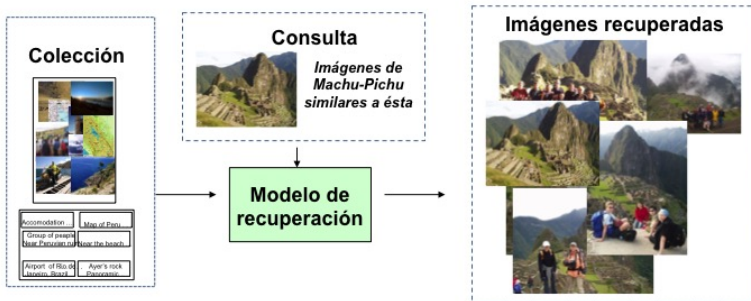 Colección
Accomodation ...
Map of Peru...
Group of people
Near Peruvian
Near the beach...
Airport of Rio de
Janeiro, Brazil
Ayer's rock
Panoramic
Consulta
Imágenes de
Machu-Pichu
similares a ésta
Modelo de
recuperación
Imágenes recuperadas